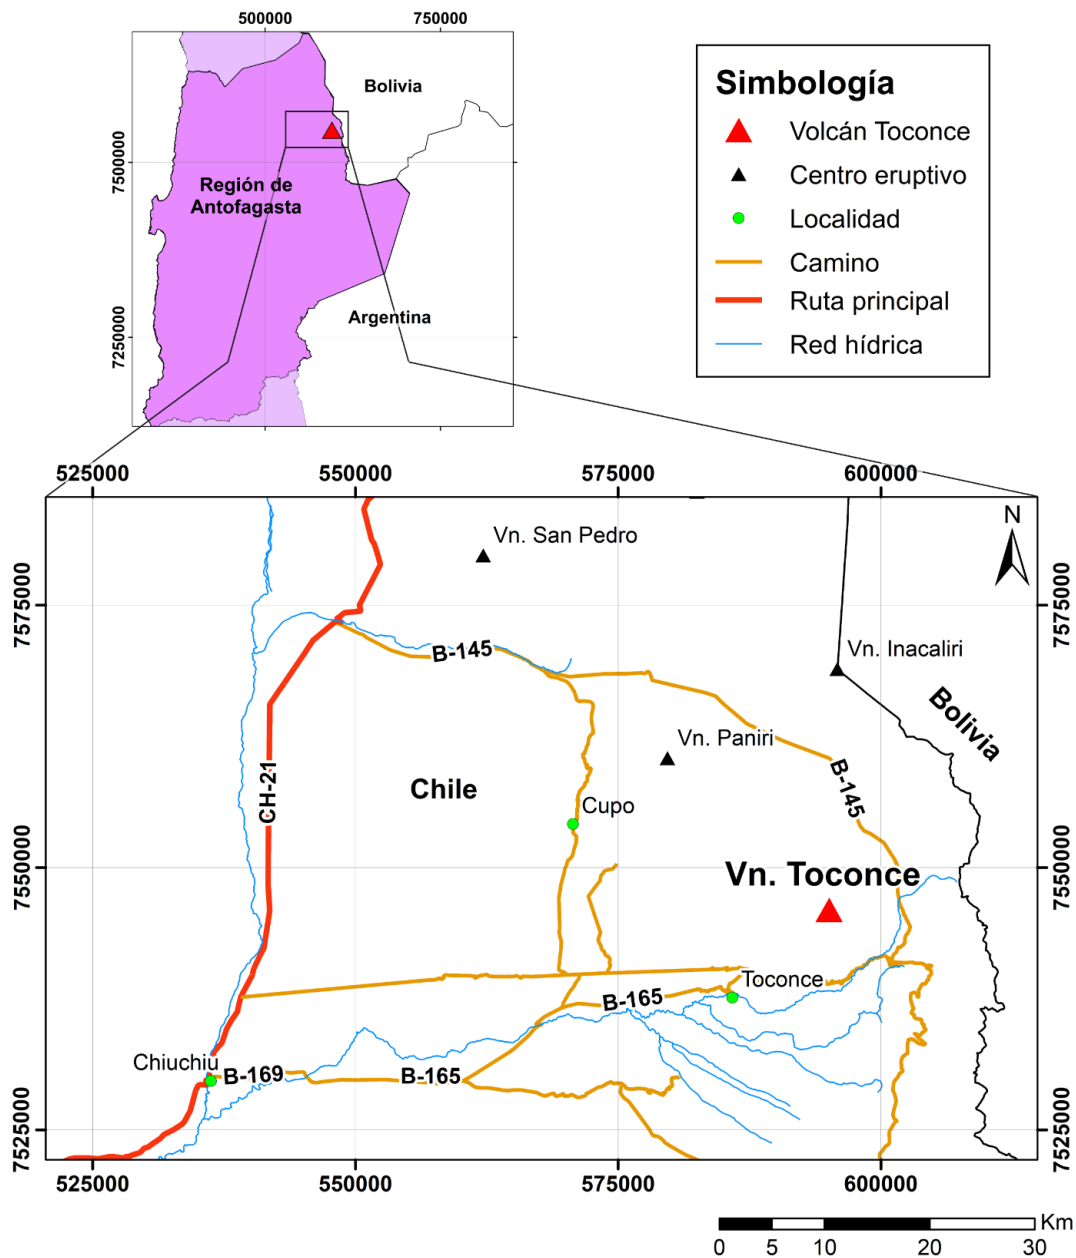 500000
750000
Bolivia
7500000
Región de
Antofagasta
Argentina
7250000
Simbología
Volcán Toconce
Centro eruptivo
Localidad
Camino
Ruta principal
Red hídrica
525000
550000
575000
600000
N
Vn. San Pedro
7575000
7575000
B-145
Vn. Inacaliri
Bolivia
Vn. Paniri
CH-21
Chile
B-145
Cupo
Vn. Toconce
7550000
7550000
Toconce
B-165
Chiuchiu
B-169
B-165
7525000
7525000
525000
550000
575000
600000
Km
0
5
10
20
30